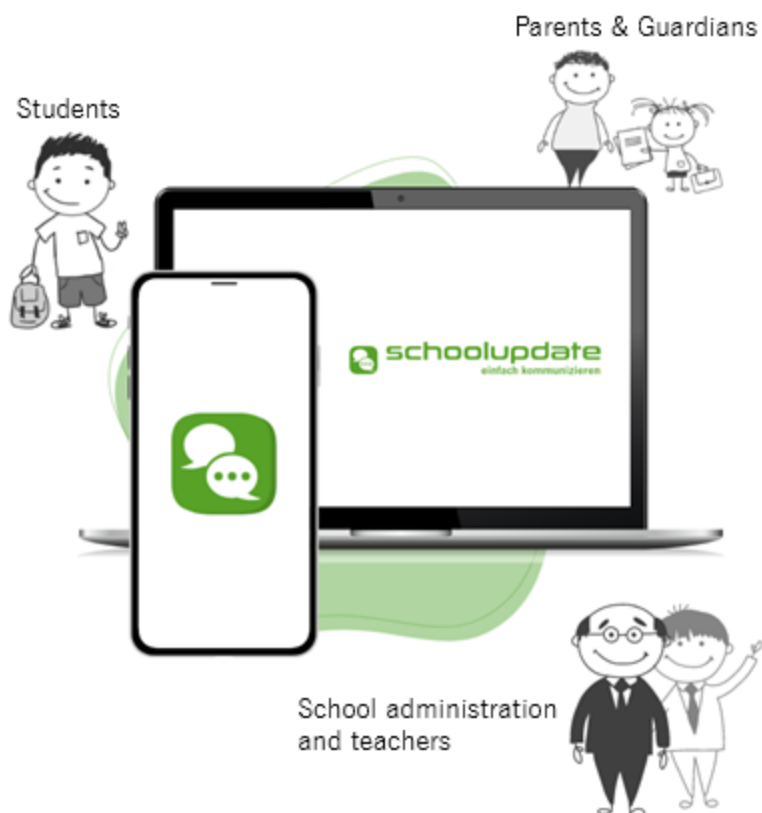 Parents & Guardians
Students
schoolupdate
einfach kommunizieren
School administration
and teachers